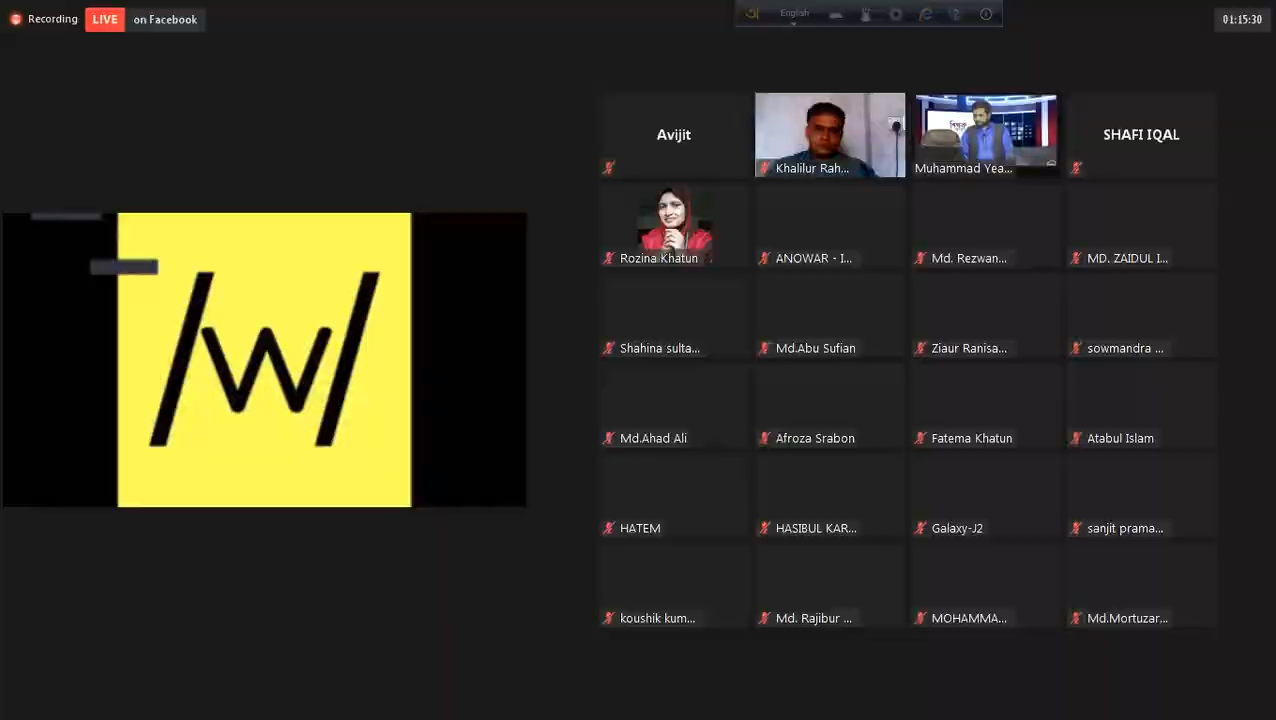 Recording LIVE on Facebook
English
01:15:30
/w/
Avijit
Khalilur Rah...
Muhammad Yea...
SHAFI IQAL
Rozina Khatun
ANOWAR - I...
Md. Rezwan...
MD. ZAIDUL I...
Shahina sulta...
Md.Abu Sufian
Ziaur Ranisa...
sowmandra ...
Md.Ahad Ali
Afroza Srabon
Fatema Khatun
Atabul Islam
HATEM
HASIBUL KAR...
Galaxy-J2
sanjit prama...
koushik kum...
Md. Rajibur ...
MOHAMMA...
Md.Mortuzar...